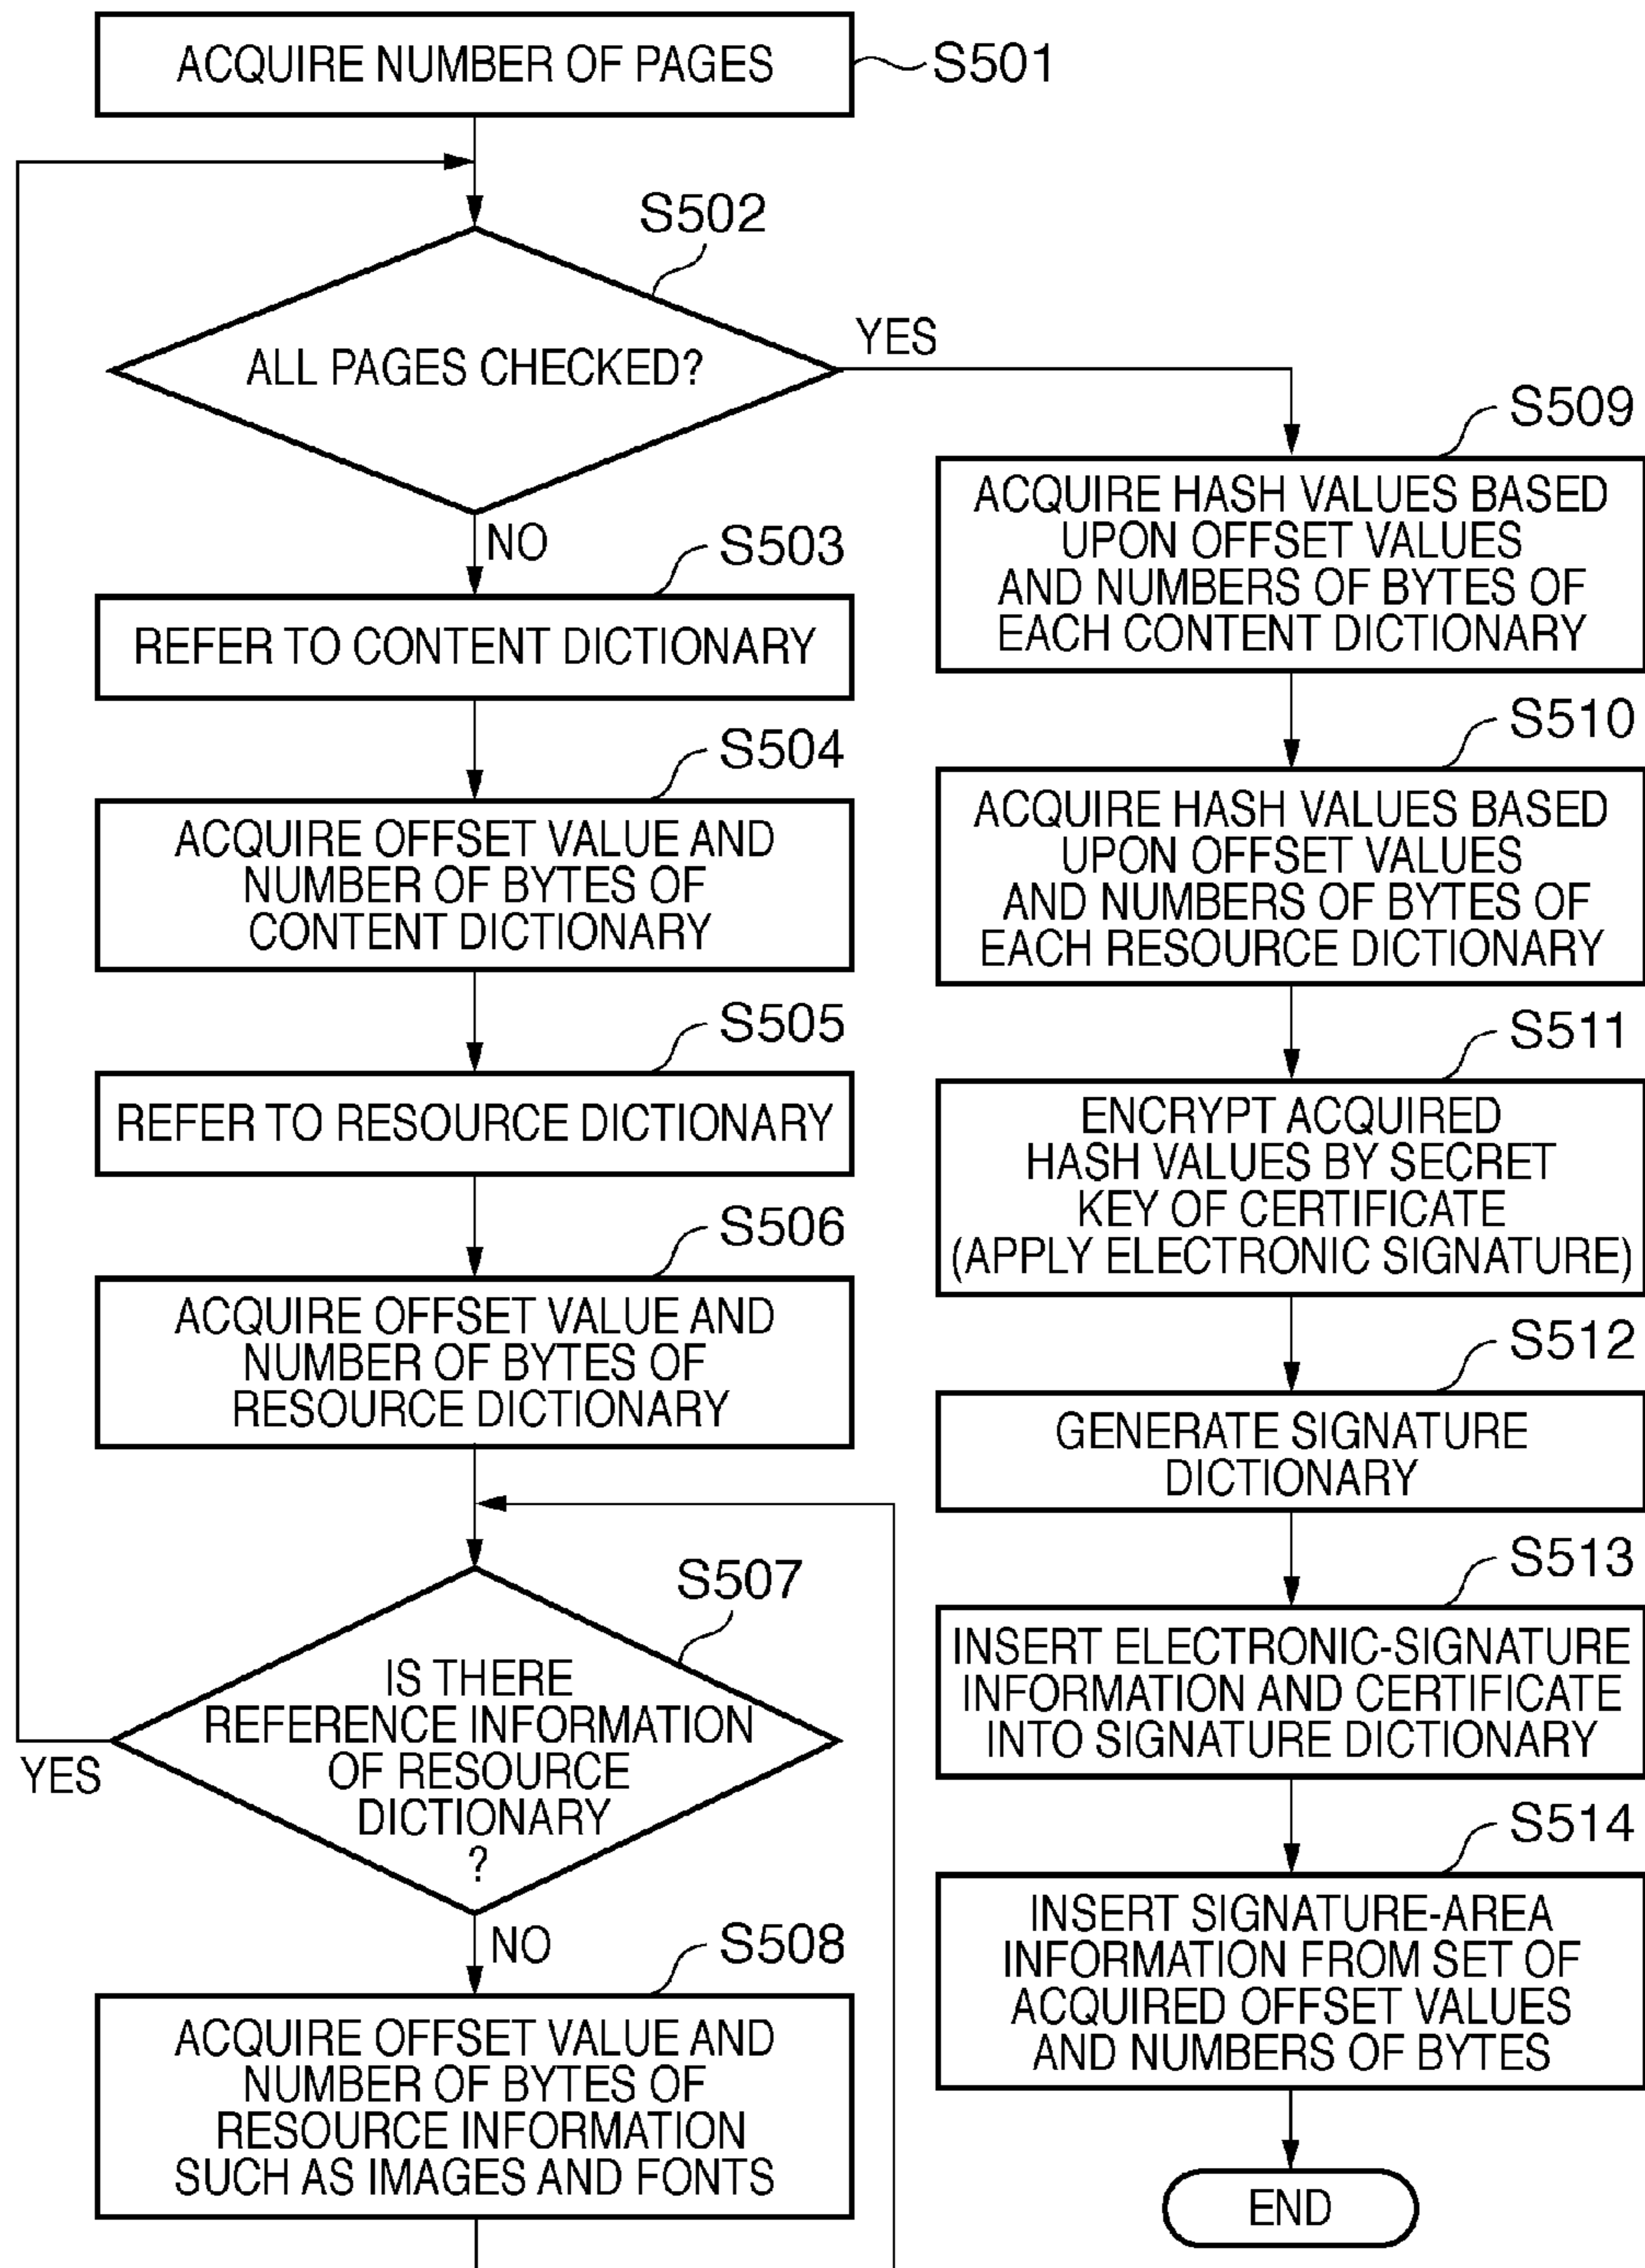 ACQUIRE NUMBER OF PAGES
S501
S502
ALL PAGES CHECKED?
YES
NO
S503
REFER TO CONTENT DICTIONARY
S504
ACQUIRE OFFSET VALUE AND
NUMBER OF BYTES OF
CONTENT DICTIONARY
S505
REFER TO RESOURCE DICTIONARY
S506
ACQUIRE OFFSET VALUE AND
NUMBER OF BYTES OF
RESOURCE DICTIONARY
S507
IS THERE
REFERENCE INFORMATION
OF RESOURCE
DICTIONARY
?
YES
NO
S508
ACQUIRE OFFSET VALUE AND
NUMBER OF BYTES OF
RESOURCE INFORMATION
SUCH AS IMAGES AND FONTS
S509
ACQUIRE HASH VALUES BASED
UPON OFFSET VALUES
AND NUMBERS OF BYTES OF
EACH CONTENT DICTIONARY
S510
ACQUIRE HASH VALUES BASED
UPON OFFSET VALUES
AND NUMBERS OF BYTES OF
EACH RESOURCE DICTIONARY
S511
ENCRYPT ACQUIRED
HASH VALUES BY SECRET
KEY OF CERTIFICATE
(APPLY ELECTRONIC SIGNATURE)
S512
GENERATE SIGNATURE
DICTIONARY
S513
INSERT ELECTRONIC-SIGNATURE
INFORMATION AND CERTIFICATE
INTO SIGNATURE DICTIONARY
S514
INSERT SIGNATURE-AREA
INFORMATION FROM SET OF
ACQUIRED OFFSET VALUES
AND NUMBERS OF BYTES
END